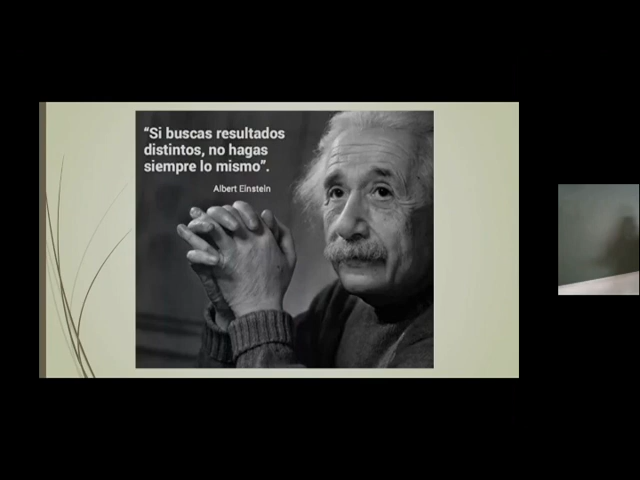 “Si buscas resultados
distintos, no hagas
siempre lo mismo”.
Albert Einstein